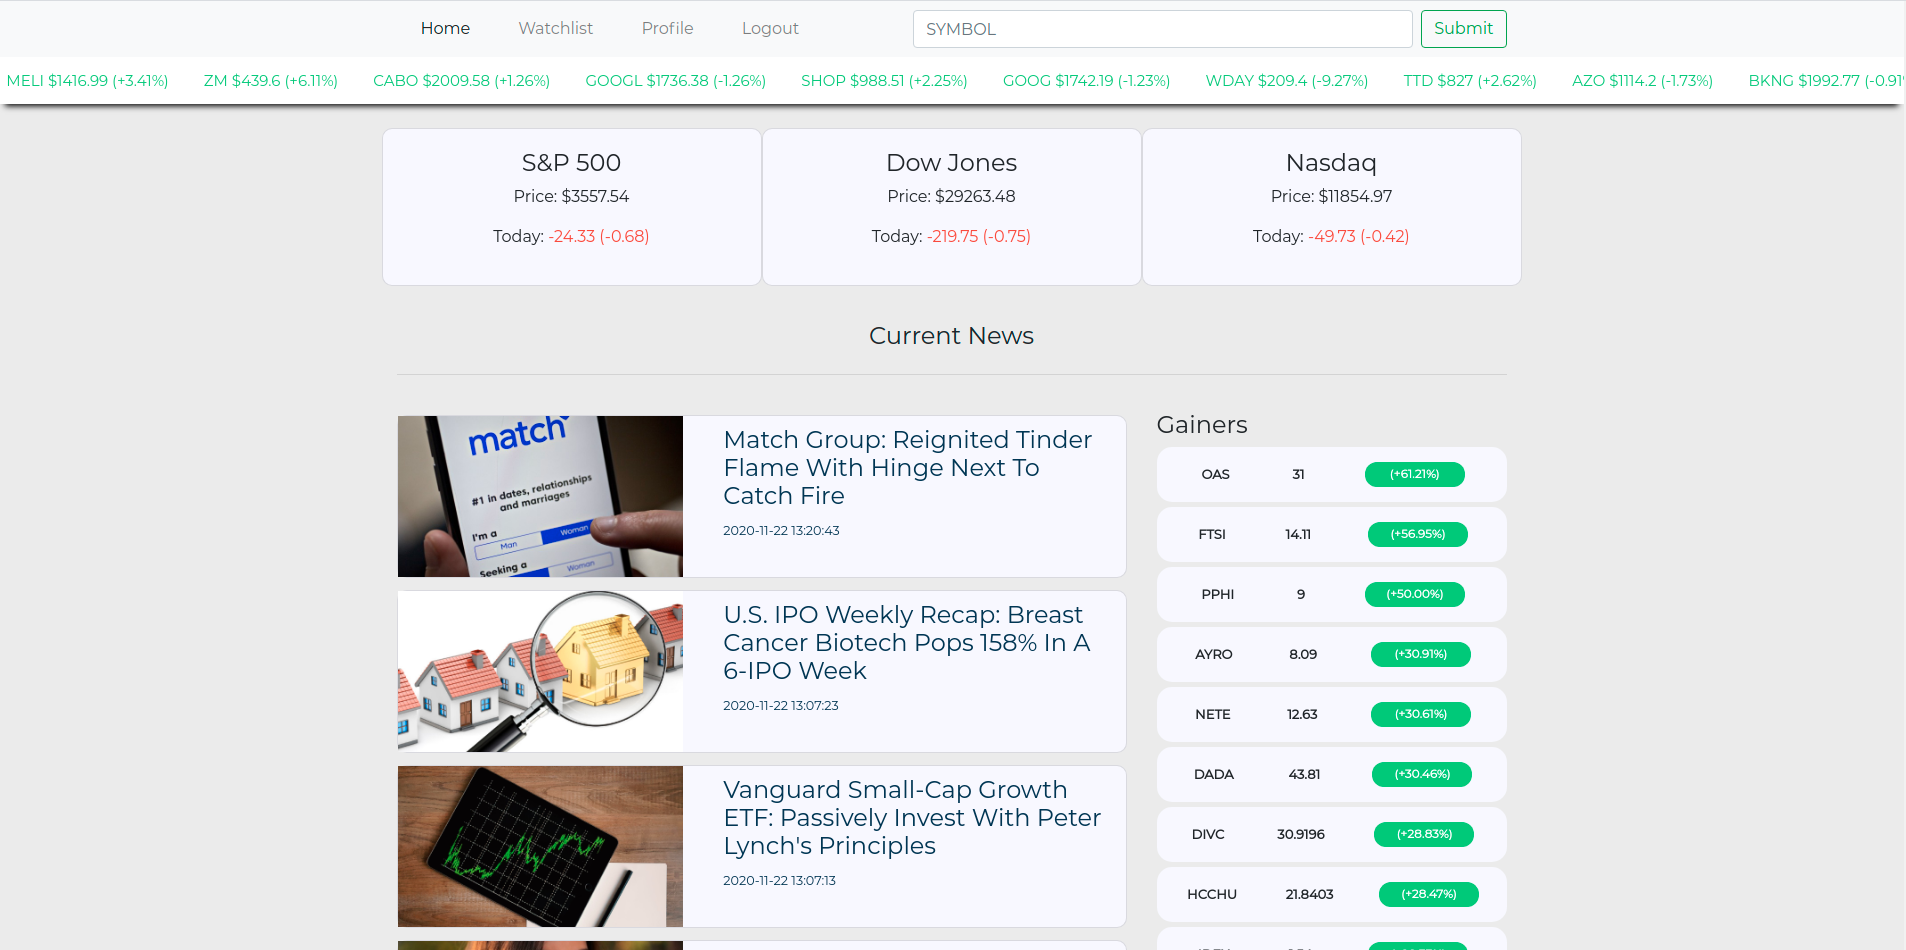 Home Watchlist Profile Logout SYMBOL Submit
MELI $1416.99 (+3.41%) ZM $439.6 (+6.11%) CABO $2009.58 (+1.26%) GOOGL $1736.38 (-1.26%) SHOP $988.51 (+2.25%) GOOG $1742.19 (-1.23%) WDAY $209.4 (-9.27%) TTD $827 (+2.62%) AZO $1114.2 (-1.73%) BKNG $1992.77 (-0.91
S&P 500
Price: $3557.54
Today: -24.33 (-0.68)
Dow Jones
Price: $29263.48
Today: -219.75 (-0.75)
Nasdaq
Price: $11854.97
Today: -49.73 (-0.42)
Current News
match
#1 in dates, relationships
and marriages
I'm a
Man Woman
Seeking a
Woman
Match Group: Reignited Tinder
Flame With Hinge Next To
Catch Fire
2020-11-22 13:20:43
U.S. IPO Weekly Recap: Breast
Cancer Biotech Pops 158% In A
6-IPO Week
2020-11-22 13:07:23
Vanguard Small-Cap Growth
ETF: Passively Invest With Peter
Lynch's Principles
2020-11-22 13:07:13
Gainers
OAS 31 (+61.21%)
FTSI 14.11 (+56.95%)
PPHI 9 (+50.00%)
AYRO 8.09 (+30.91%)
NETE 12.63 (+30.61%)
DADA 43.81 (+30.46%)
DIVC 30.9196 (+28.83%)
HCCHU 21.8403 (+28.47%)